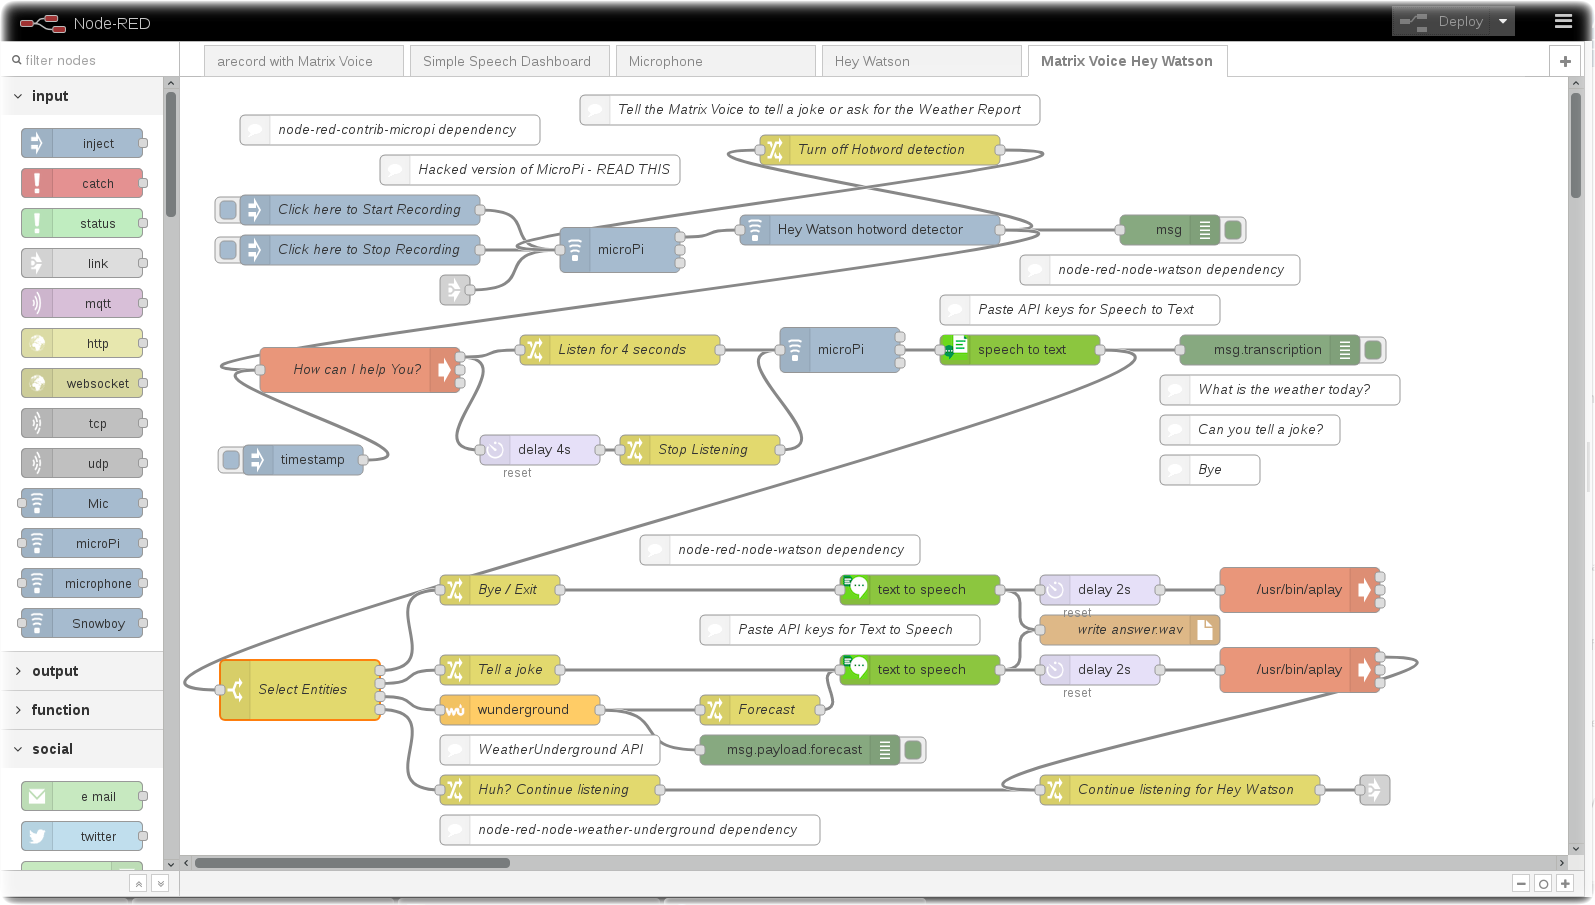 Node-RED
Deploy
filter nodes
arecord with Matrix Voice
Simple Speech Dashboard
Microphone
Hey Watson
Matrix Voice Hey Watson
input
inject
catch
status
link
mqtt
http
websocket
tcp
udp
Mic
microPi
microphone
Snowboy
output
function
social
e mail
twitter
Tell the Matrix Voice to tell a joke or ask for the Weather Report
node-red-contrib-micropi dependency
Turn off Hotword detection
Hacked version of MicroPi - READ THIS
Click here to Start Recording
Click here to Stop Recording
microPi
Hey Watson hotword detector
msg
node-red-node-watson dependency
Paste API keys for Speech to Text
How can I help You?
Listen for 4 seconds
microPi
speech to text
msg.transcription
What is the weather today?
Can you tell a joke?
Bye
timestamp
delay 4s
reset
Stop Listening
node-red-node-watson dependency
Bye / Exit
text to speech
delay 2s
reset
/usr/bin/aplay
Paste API keys for Text to Speech
write answer.wav
Select Entities
Tell a joke
text to speech
delay 2s
reset
/usr/bin/aplay
wu
wunderground
Forecast
WeatherUnderground API
msg.payload.forecast
Huh? Continue listening
Continue listening for Hey Watson
node-red-node-weather-underground dependency